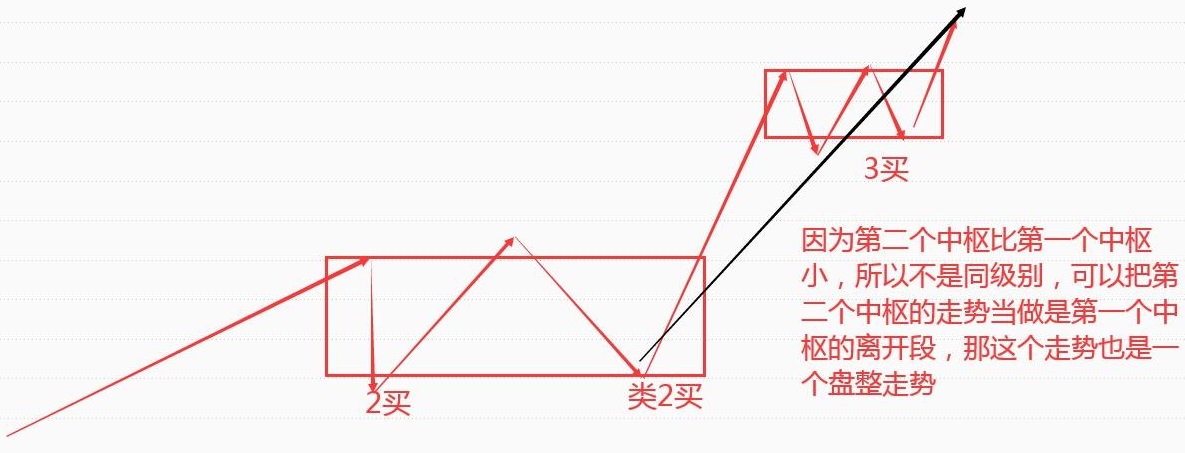 3买
因为第二个中枢比第一个中枢
小，所以不是同级别，可以把第
二个中枢的走势当做是第一个中
枢的离开段，那这个走势也是一
个盘整走势
2买
类2买